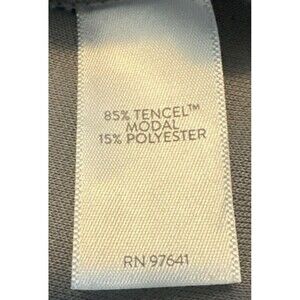 85% TENCEL™
MODAL
15% POLYESTER
RN 97641